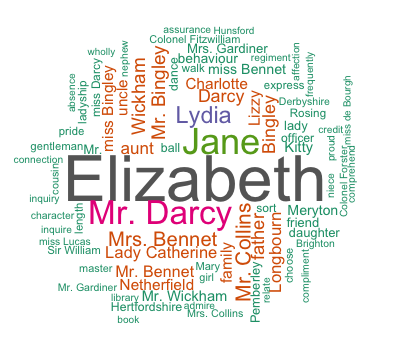 assurance Hunsford
Colonel Fitzwilliam
wholly
nephew
Mrs. Gardiner
regiment
behaviour
affection
frequently
absence
ladyship
miss Darcy
miss Bingley
uncle
Wickham
Mr. Bingley
dance
walk
miss Bennet
Charlotte
express
Darcy
Lizzy
Bingley
Derbyshire
Rosing
miss de Bourgh
Lydia
lady
credit
pride
officer
proud
gentleman
Mr.
aunt
ball
Jane
Kitty
Colonel Forster
comprehend
connection
cousin
Elizabeth
niece
inquiry
character
length
Mr. Darcy
Mr. Collins
sort
Meryton
friend
inquire
father
daughter
miss Lucas
Mrs. Bennet
Longbourn
Brighton
Sir William
Lady Catherine
family
choose
compliment
master
Mr. Bennet
Mary
girl
Pemberley
relate
Mr. Gardiner
Netherfield
library
Mr. Wickham
admire
Hertfordshire
Mrs. Collins
book